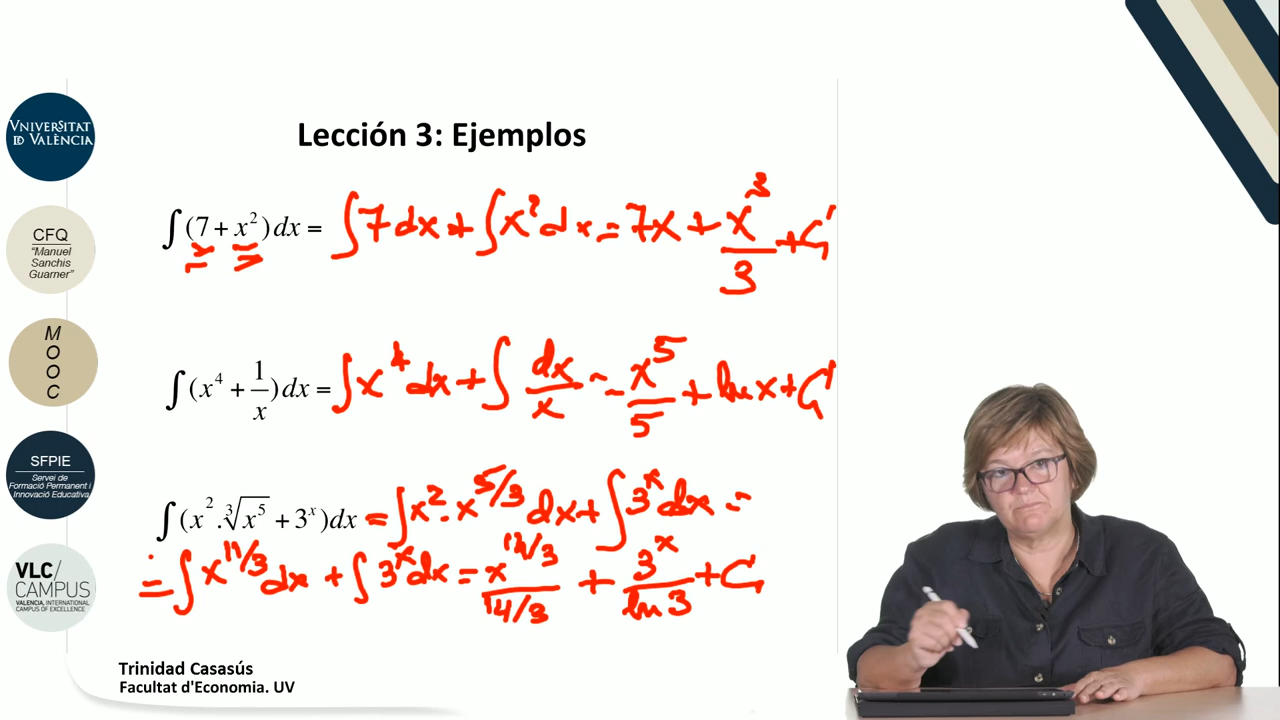 Lección 3: Ejemplos
VNIVERSITAT
DE VALÈNCIA
CFQ
"Manuel
Sanchis
Guarner"
M
O
O
C
SFPIE
Servei de
Formació Permanent i
Innovació Educativa
VLC/
CAMPUS
VALENCIA, INTERNATIONAL
CAMPUS OF EXCELLENCE
∫(7 + x²)dx = ∫7dx + ∫x²dx = 7x + x³/3 + C
∫(x⁴ + 1/x)dx = ∫x⁴dx + ∫dx/x = x⁵/5 + ln x + C
∫(x².∛x⁵ + 3ˣ)dx = ∫x².x^5/3 dx + ∫3ˣdx =
= ∫x^11/3 dx + ∫3ˣdx = x^14/3 / 14/3 + 3ˣ/ln 3 + C
Trinidad Casasús
Facultat d'Economia. UV